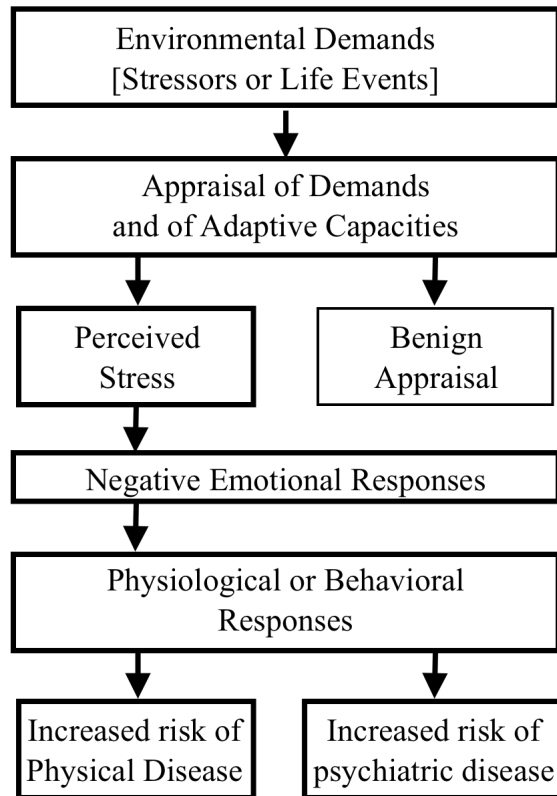 Environmental Demands
[Stressors or Life Events]
Appraisal of Demands
and of Adaptive Capacities
Perceived
Stress
Benign
Appraisal
Negative Emotional Responses
Physiological or Behavioral
Responses
Increased risk of
Physical Disease
Increased risk of
psychiatric disease